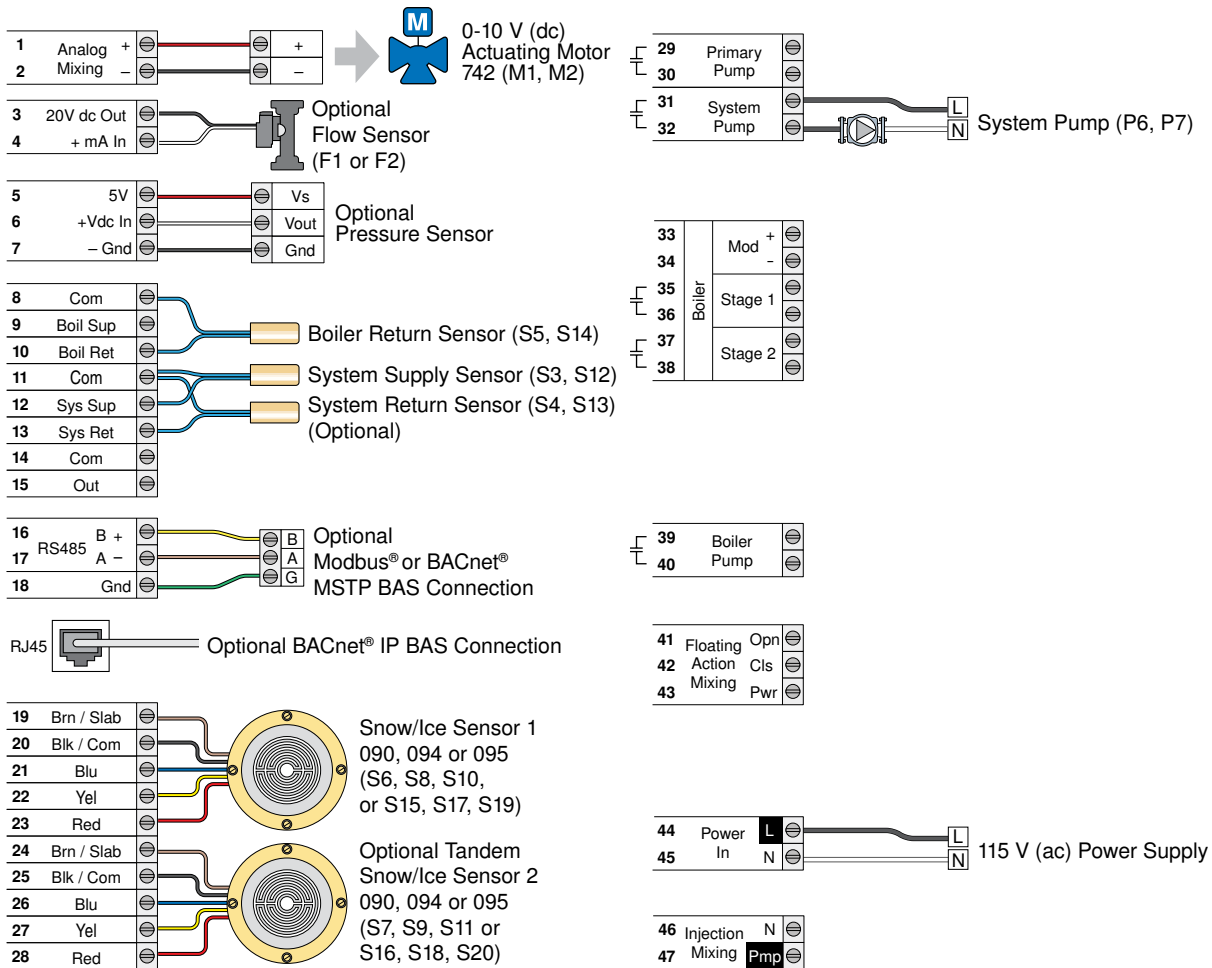 1 Analog + +
2 Mixing – –
M
0-10 V (dc)
Actuating Motor
742 (M1, M2)
3 20V dc Out
4 + mA In
Optional
Flow Sensor
(F1 or F2)
5 5V Vs
6 +Vdc In Vout
7 – Gnd Gnd
Optional
Pressure Sensor
8 Com
9 Boil Sup
10 Boil Ret
11 Com
12 Sys Sup
13 Sys Ret
14 Com
15 Out
Boiler Return Sensor (S5, S14)
System Supply Sensor (S3, S12)
System Return Sensor (S4, S13)
(Optional)
16 B + B
RS485
17 A – A
18 Gnd G
Optional
Modbus® or BACnet®
MSTP BAS Connection
RJ45
Optional BACnet® IP BAS Connection
19 Brn / Slab
20 Blk / Com
21 Blu
22 Yel
23 Red
Snow/Ice Sensor 1
090, 094 or 095
(S6, S8, S10,
or S15, S17, S19)
24 Brn / Slab
25 Blk / Com
26 Blu
27 Yel
28 Red
Optional Tandem
Snow/Ice Sensor 2
090, 094 or 095
(S7, S9, S11 or
S16, S18, S20)
29 Primary
30 Pump
31 System
32 Pump
L
N
System Pump (P6, P7)
33 +
Mod
34 -
Boiler
35
Stage 1
36
37
Stage 2
38
39 Boiler
40 Pump
41 Floating Opn
42 Action Cls
43 Mixing Pwr
44 Power L
45 In N
L
N
115 V (ac) Power Supply
46 Injection N
47 Mixing Pmp